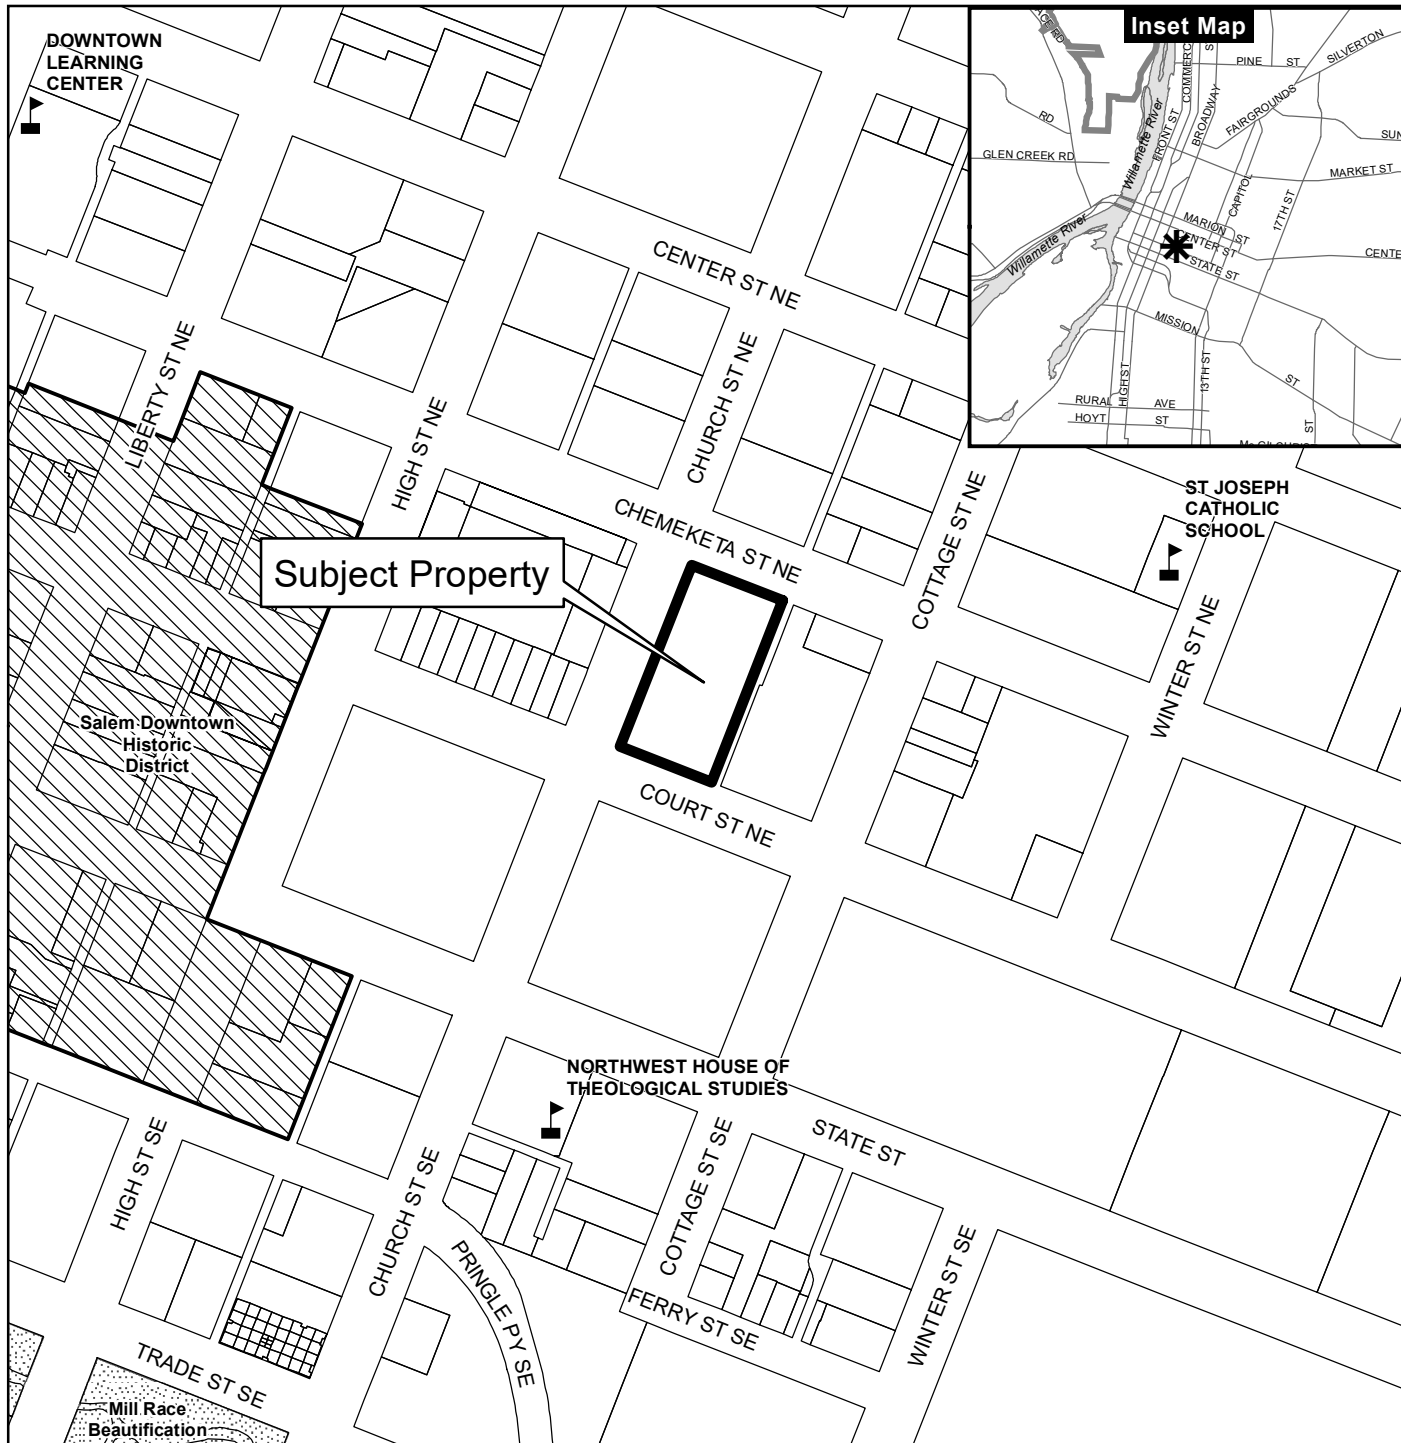 DOWNTOWN
LEARNING
CENTER
Inset Map
PINE ST
SILVERTON
FAIRGROUNDS
BROADWAY
FRONT ST
Willamette River
RD
GLEN CREEK RD
MARKET ST
CAPITOL
17TH ST
MARION ST
CENTER ST
STATE ST
Willamette River
MISSION ST
13TH ST
HIGH ST
RURAL AVE
HOYT ST
ST
CENTER ST NE
LIBERTY ST NE
HIGH ST NE
CHURCH ST NE
CHEMEKETA ST NE
COTTAGE ST NE
ST JOSEPH
CATHOLIC
SCHOOL
WINTER ST NE
Subject Property
Salem Downtown
Historic
District
COURT ST NE
NORTHWEST HOUSE OF
THEOLOGICAL STUDIES
STATE ST
HIGH ST SE
CHURCH ST SE
COTTAGE ST SE
WINTER ST SE
PRINGLE PY SE
FERRY ST SE
TRADE ST SE
Mill Race
Beautification